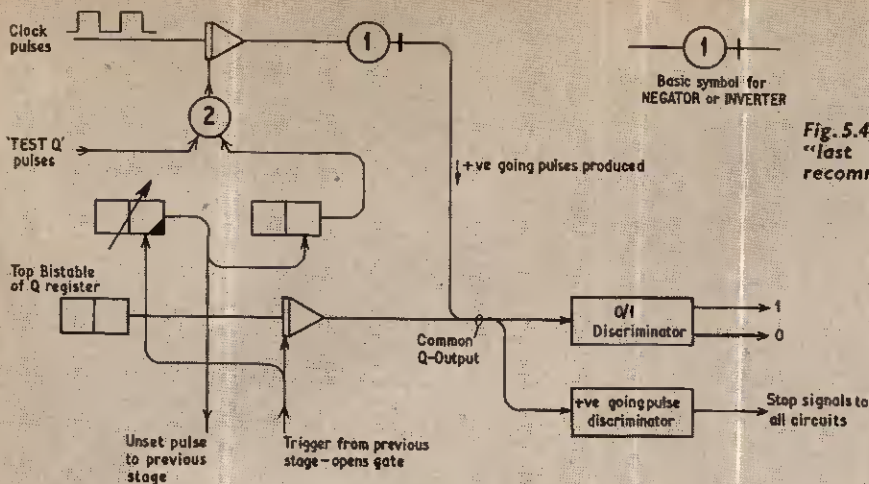 Clock
pulses
1
1
Basic symbol for
NEGATOR or INVERTER
2
'TEST Q'
pulses
+ve going pulses produced
Fig. 5.4
"last
Top Bistable
of Q register
Common
Q-Output
0/1
Discriminator
1
0
+ve going pulse
discriminator
Stop signals to
all circuits
Unset pulse
to previous
stage
Trigger from previous
stage - opens gate